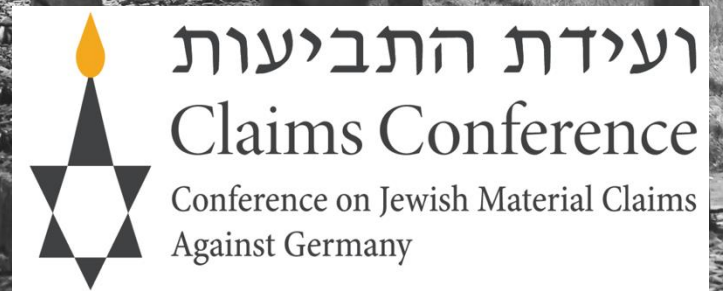 ועידת התביעות
Claims Conference
Conference on Jewish Material Claims
Against Germany